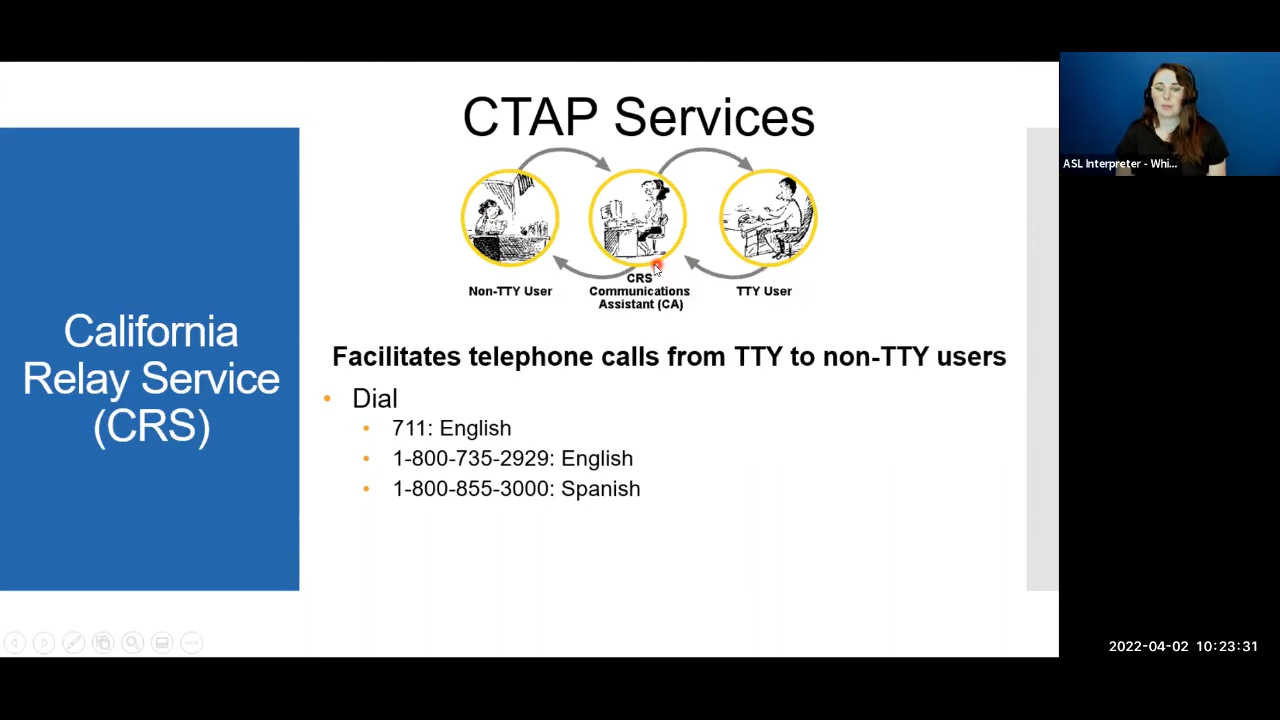 CTAP Services
California
Relay Service
(CRS)
Non-TTY User
CRS
Communications
Assistant (CA)
TTY User
Facilitates telephone calls from TTY to non-TTY users
• Dial
• 711: English
• 1-800-735-2929: English
• 1-800-855-3000: Spanish
ASL Interpreter - Whi...
2022-04-02 10:23:31